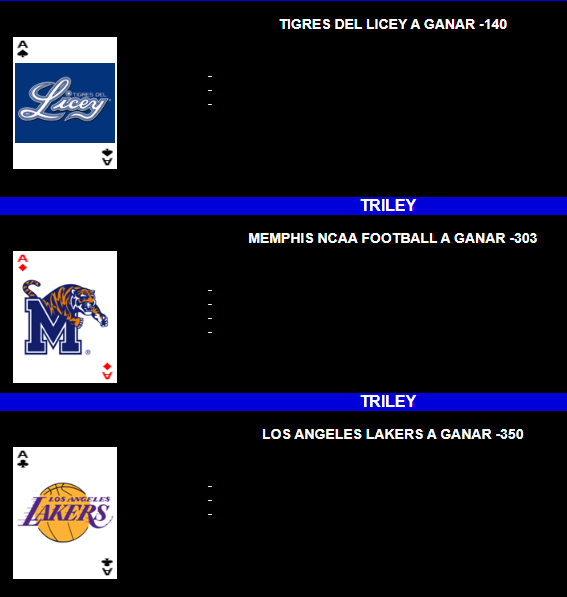 TIGRES DEL LICEY A GANAR -140
A
TIGRES DEL
Licey
-
-
-
A
TRILEY
MEMPHIS NCAA FOOTBALL A GANAR -303
A
M
®
-
-
-
-
A
TRILEY
LOS ANGELES LAKERS A GANAR -350
A
LOS ANGELES
LAKERS
-
-
-
A